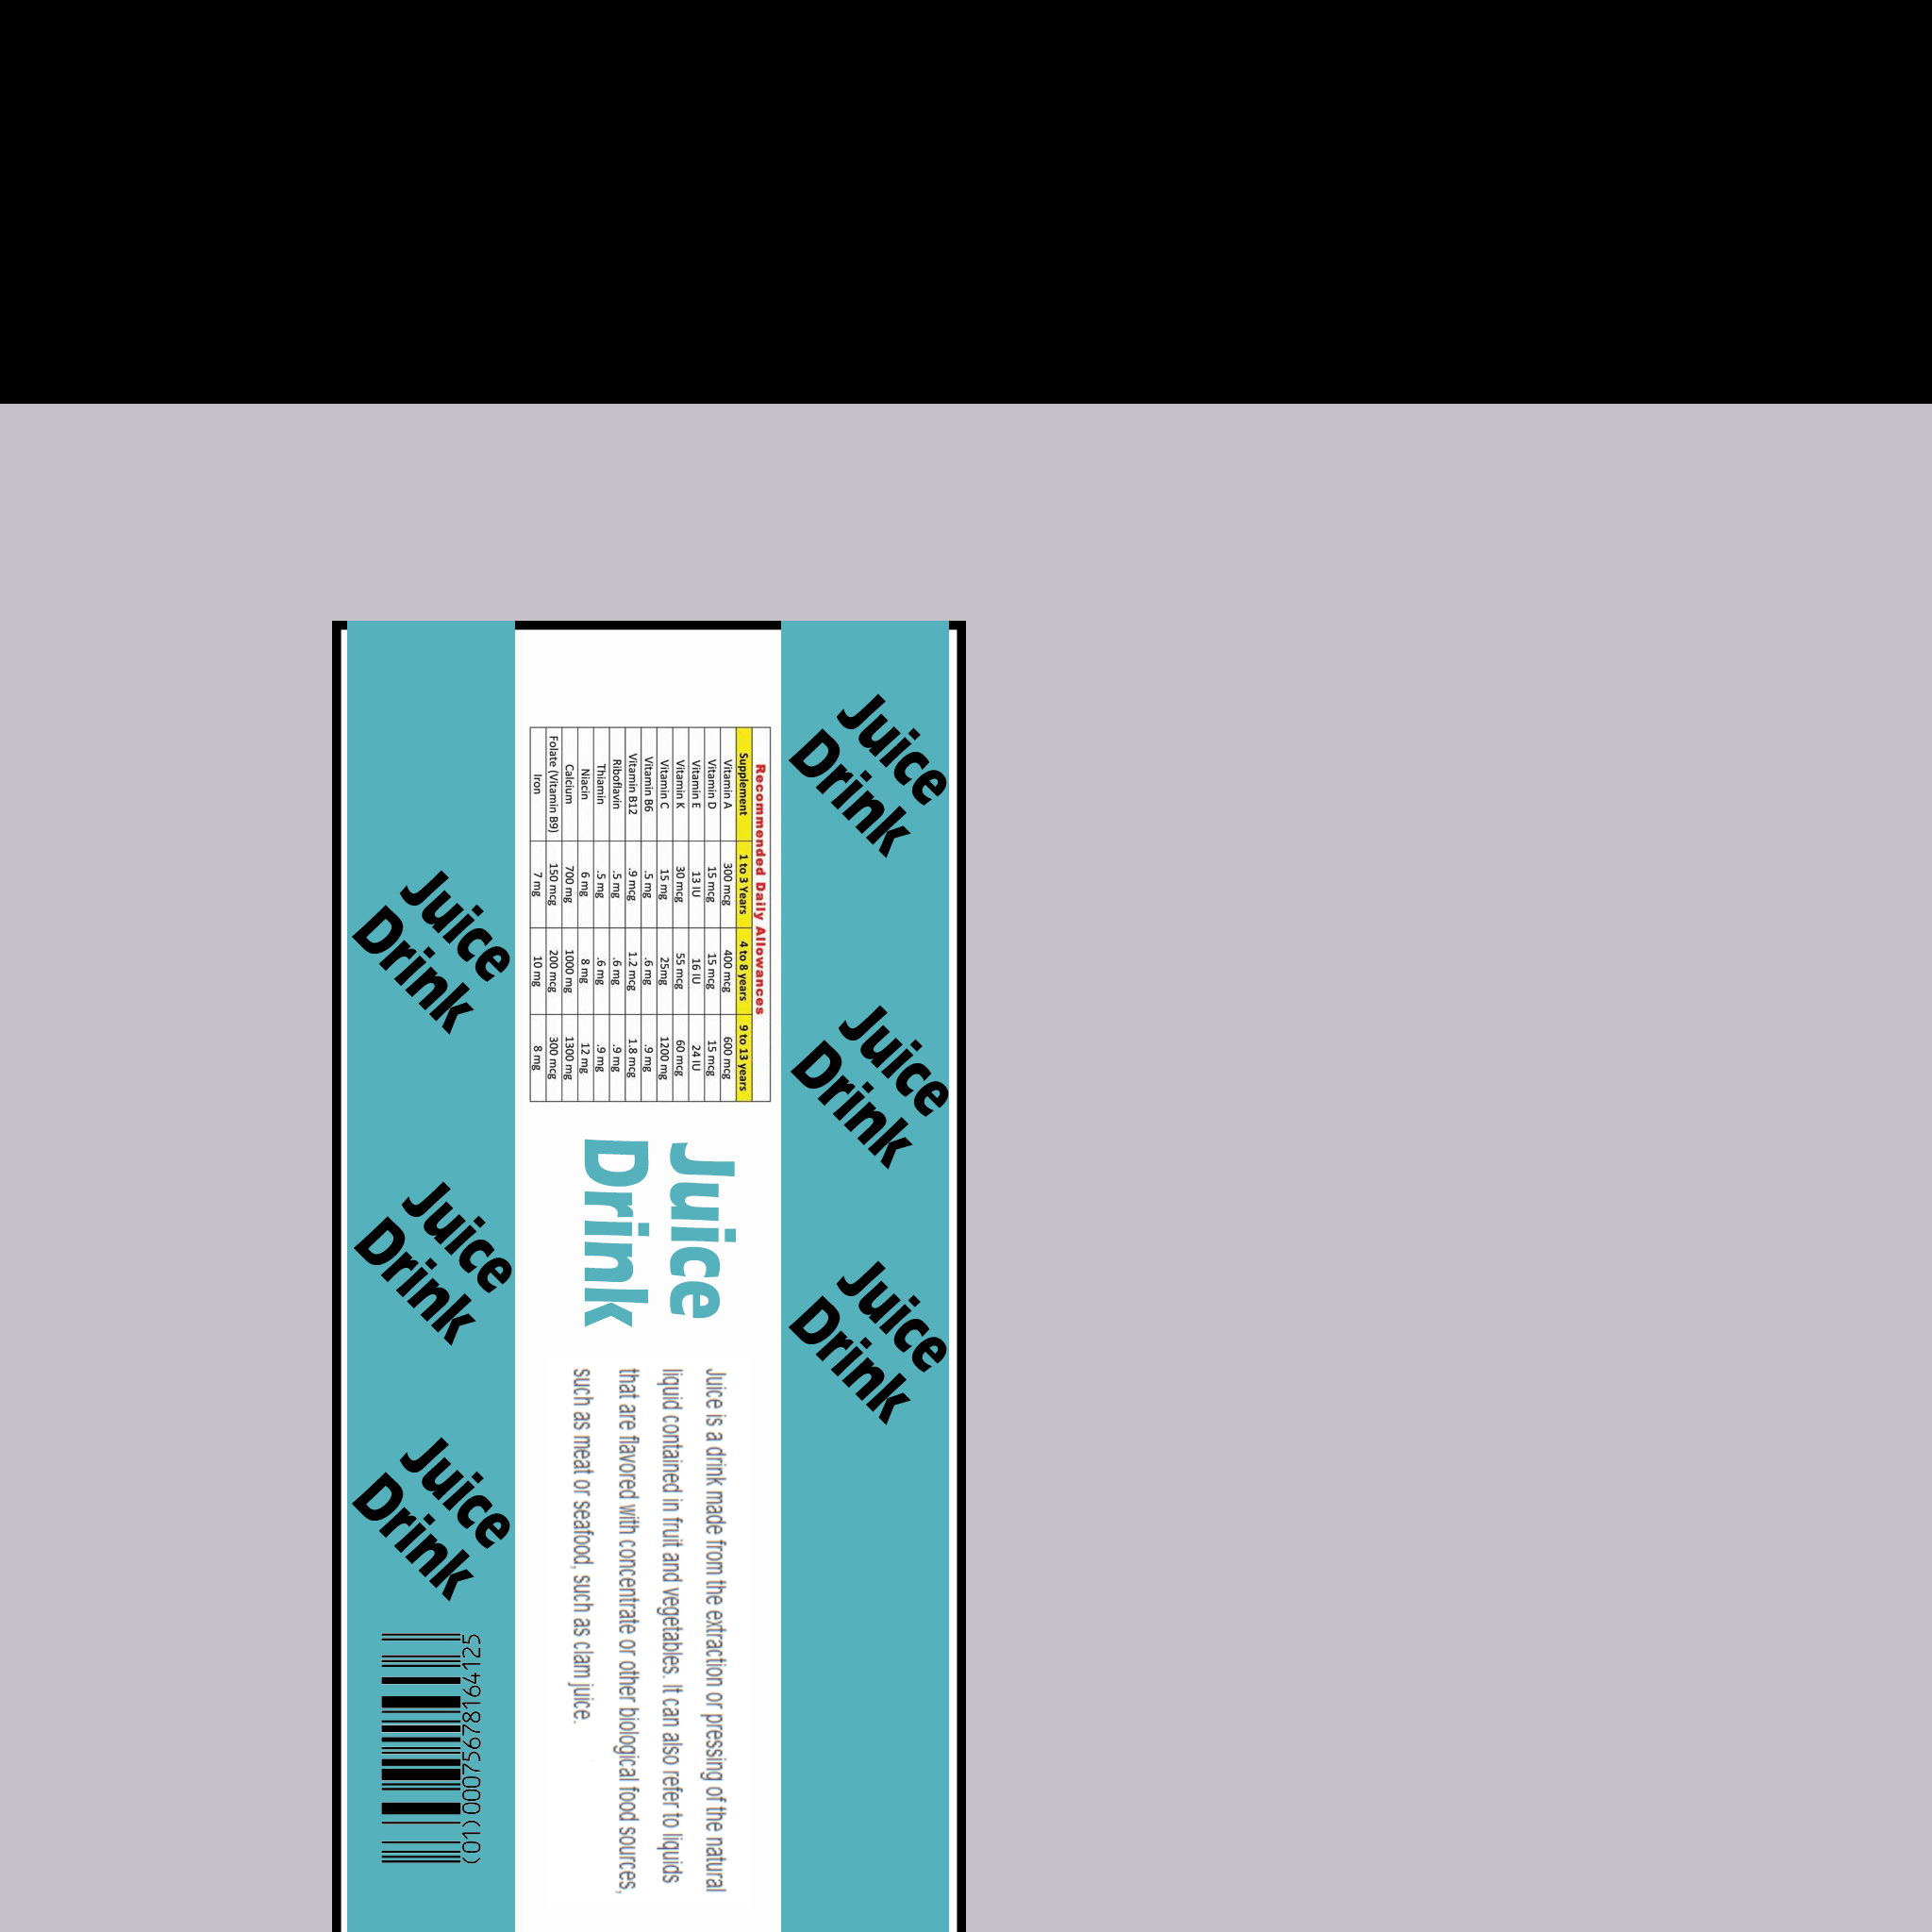 Recommended Daily Allowances
Supplement 1 to 3 Years 4 to 8 years 9 to 13 years
Vitamin A 300 mcg 400 mcg 600 mcg
Vitamin D 15 mcg 15 mcg 15 mcg
Vitamin E 13 IU 16 IU 24 IU
Vitamin K 30 mcg 55 mcg 60 mcg
Vitamin C 15 mg 25mg 1200 mg
Vitamin B6 .5 mg .6 mg .9 mg
Vitamin B12 .9 mcg 1.2 mcg 1.8 mcg
Riboflavin .5 mg .6 mg .9 mg
Thiamin .5 mg .6 mg .9 mg
Niacin 6 mg 8 mg 12 mg
Calcium 700 mg 1000 mg 1300 mg
Folate (Vitamin B9) 150 mcg 200 mcg 300 mcg
Iron 7 mg 10 mg 8 mg
Juice
Drink
Juice is a drink made from the extraction or pressing of the natural
liquid contained in fruit and vegetables. It can also refer to liquids
that are flavored with concentrate or other biological food sources,
such as meat or seafood, such as clam juice.
Juice
Drink
Juice
Drink
Juice
Drink
Juice
Drink
Juice
Drink
Juice
Drink
(01)00075678164125